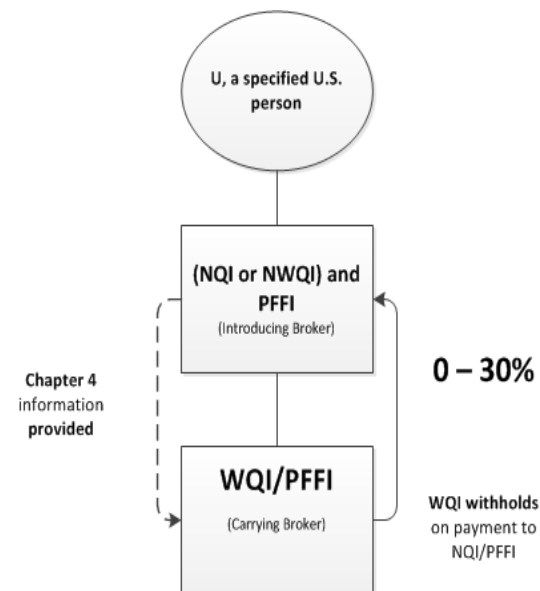 U, a specified U.S.
person
(NQI or NWQI) and
PFFI
(Introducing Broker)
Chapter 4
information
provided
0 – 30%
WQI/PFFI
(Carrying Broker)
WQI withholds
on payment to
NQI/PFFI